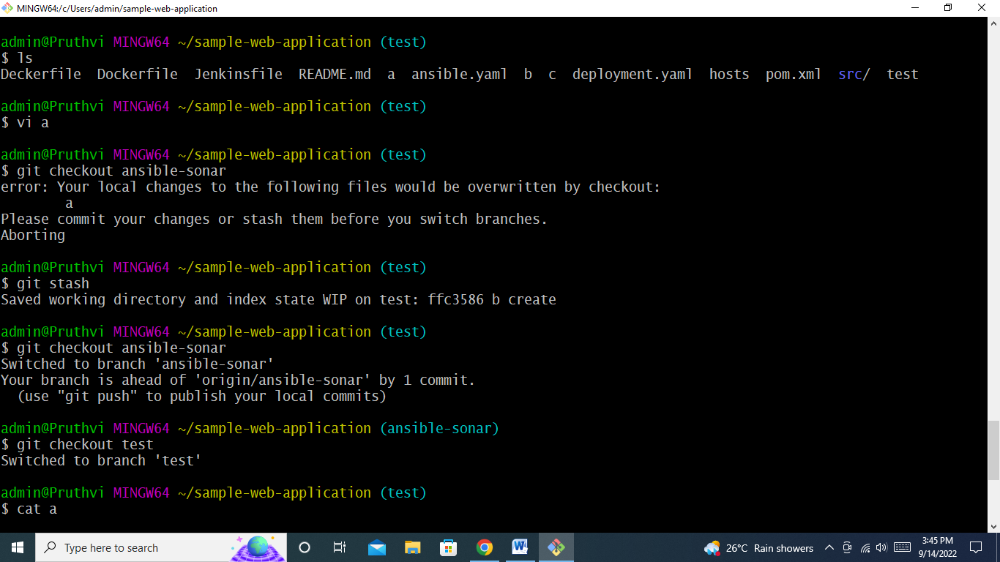 MINGW64:/c/Users/admin/sample-web-application
admin@Pruthvi MINGW64 ~/sample-web-application (test)
$ ls
Deckerfile Dockerfile Jenkinsfile README.md a ansible.yaml b c deployment.yaml hosts pom.xml src/ test
admin@Pruthvi MINGW64 ~/sample-web-application (test)
$ vi a
admin@Pruthvi MINGW64 ~/sample-web-application (test)
$ git checkout ansible-sonar
error: Your local changes to the following files would be overwritten by checkout:
a
Please commit your changes or stash them before you switch branches.
Aborting
admin@Pruthvi MINGW64 ~/sample-web-application (test)
$ git stash
Saved working directory and index state WIP on test: ffc3586 b create
admin@Pruthvi MINGW64 ~/sample-web-application (test)
$ git checkout ansible-sonar
Switched to branch 'ansible-sonar'
Your branch is ahead of 'origin/ansible-sonar' by 1 commit.
(use "git push" to publish your local commits)
admin@Pruthvi MINGW64 ~/sample-web-application (ansible-sonar)
$ git checkout test
Switched to branch 'test'
admin@Pruthvi MINGW64 ~/sample-web-application (test)
$ cat a
Type here to search
26°C Rain showers
3:45 PM
9/14/2022